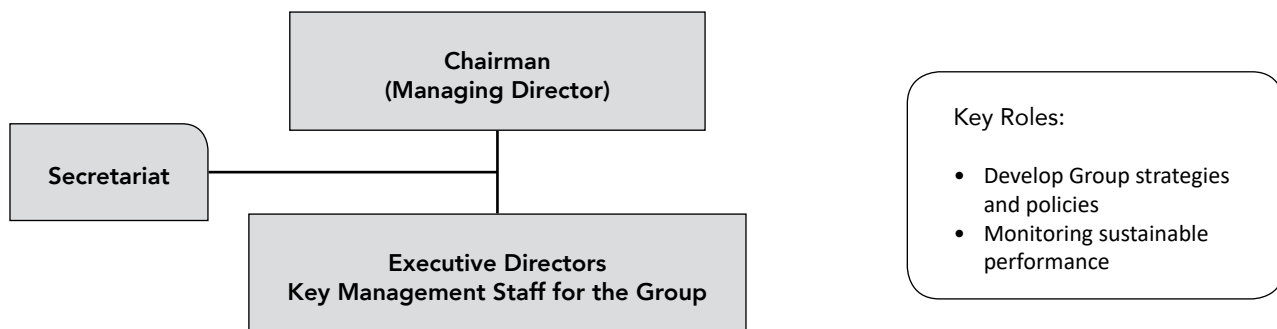 Chairman
(Managing Director)
Secretariat
Executive Directors
Key Management Staff for the Group
Key Roles:
• Develop Group strategies
and policies
• Monitoring sustainable
performance